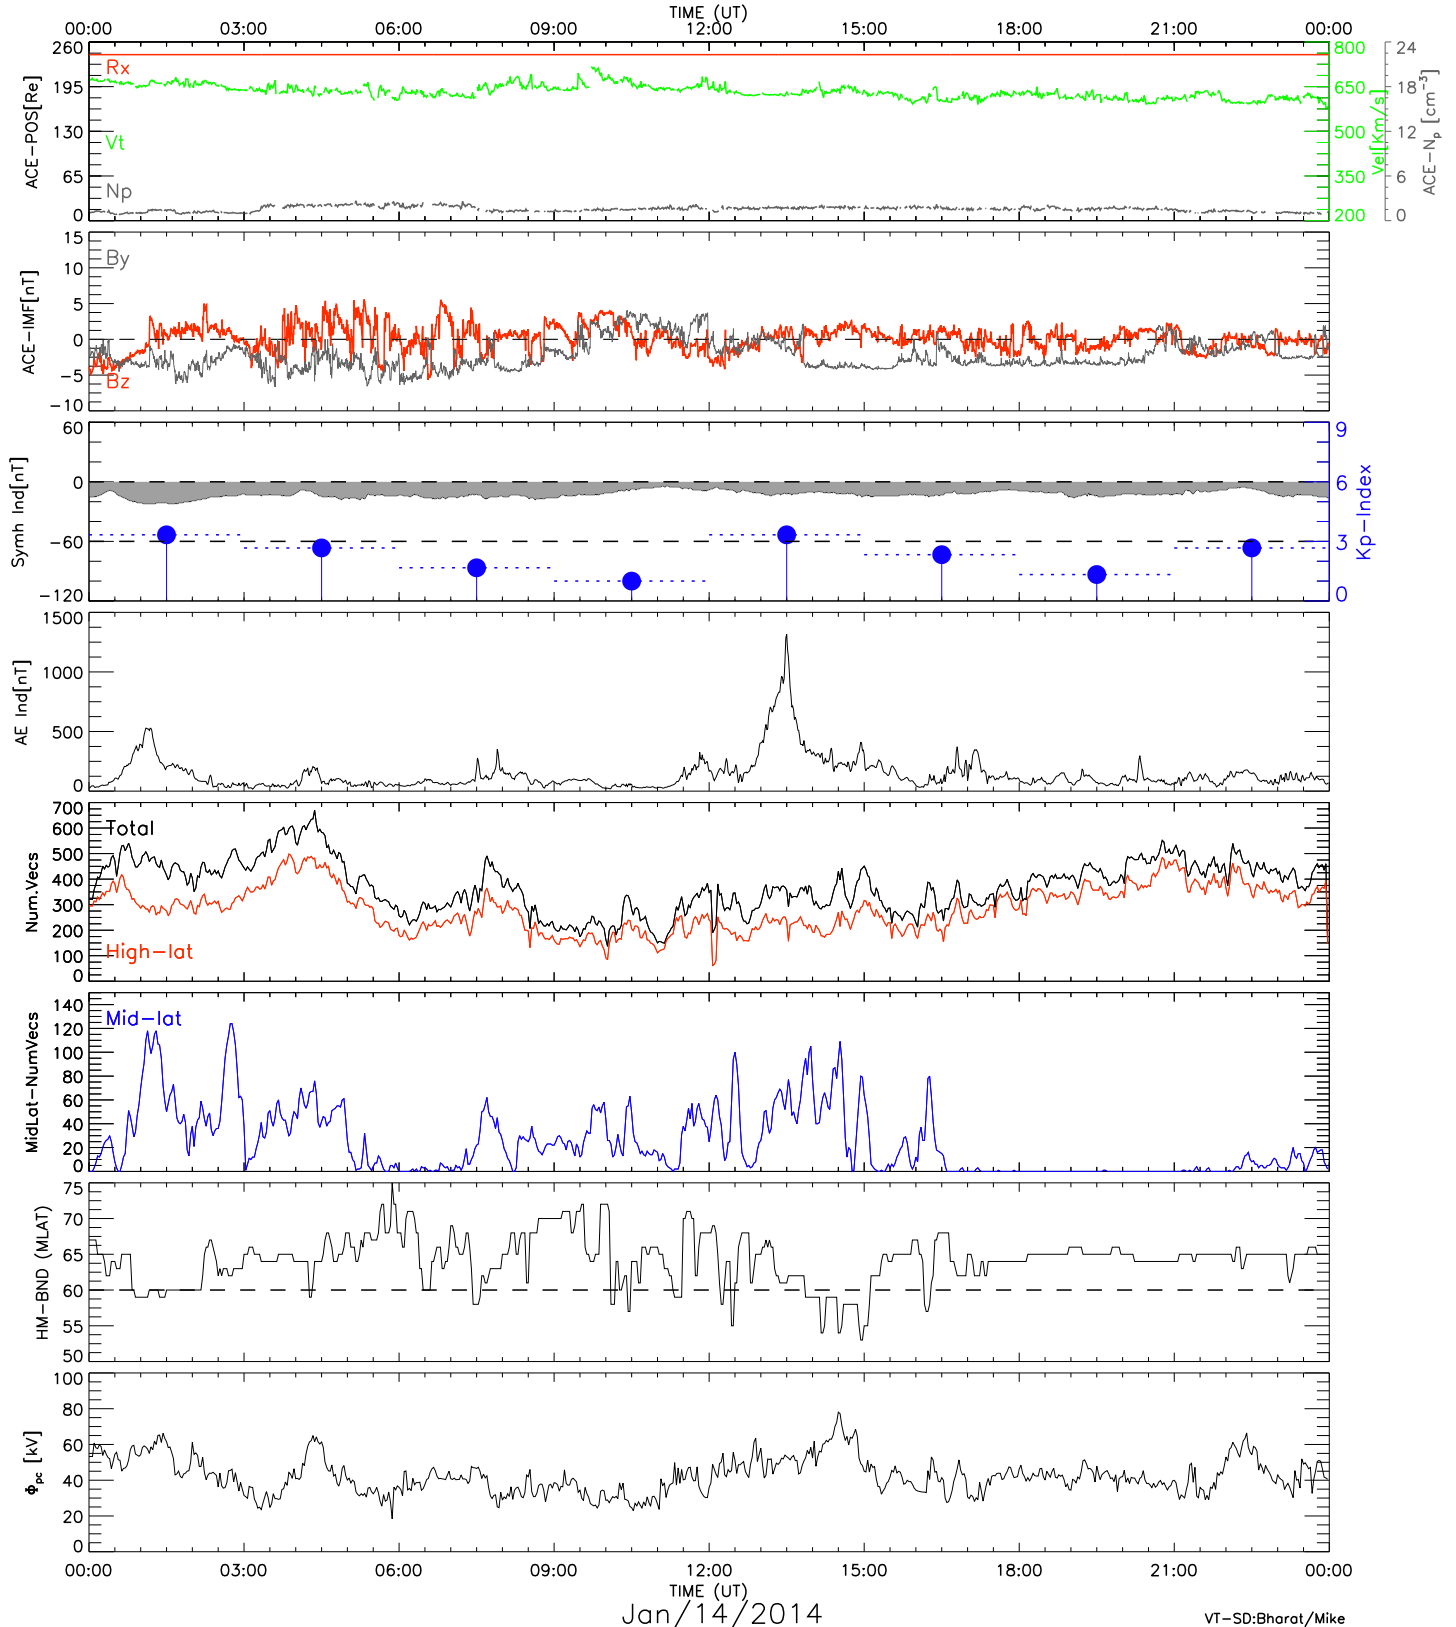 TIME (UT)
00:00 03:00 06:00 09:00 12:00 15:00 18:00 21:00 00:00
260 195 130 65 0
ACE-POS[Re]
Rx
Vt
Np
800 650 500 350 200
Vel[Km/s]
24 18 12 6 0
ACE-Np [cm⁻³]
15 10 5 0 -5 -10
ACE-IMF[nT]
By
Bz
60 0 -60 -120
Symh Ind[nT]
9 6 3 0
Kp-Index
1500 1000 500 0
AE Ind[nT]
700 600 500 400 300 200 100 0
Num.Vecs
Total
High-lat
140 120 100 80 60 40 20 0
MidLat-NumVecs
Mid-lat
75 70 65 60 55 50
HM-BND (MLAT)
100 80 60 40 20 0
Φpc [kV]
00:00 03:00 06:00 09:00 12:00 15:00 18:00 21:00 00:00
TIME (UT)
Jan/14/2014
VT-SD:Bharat/Mike